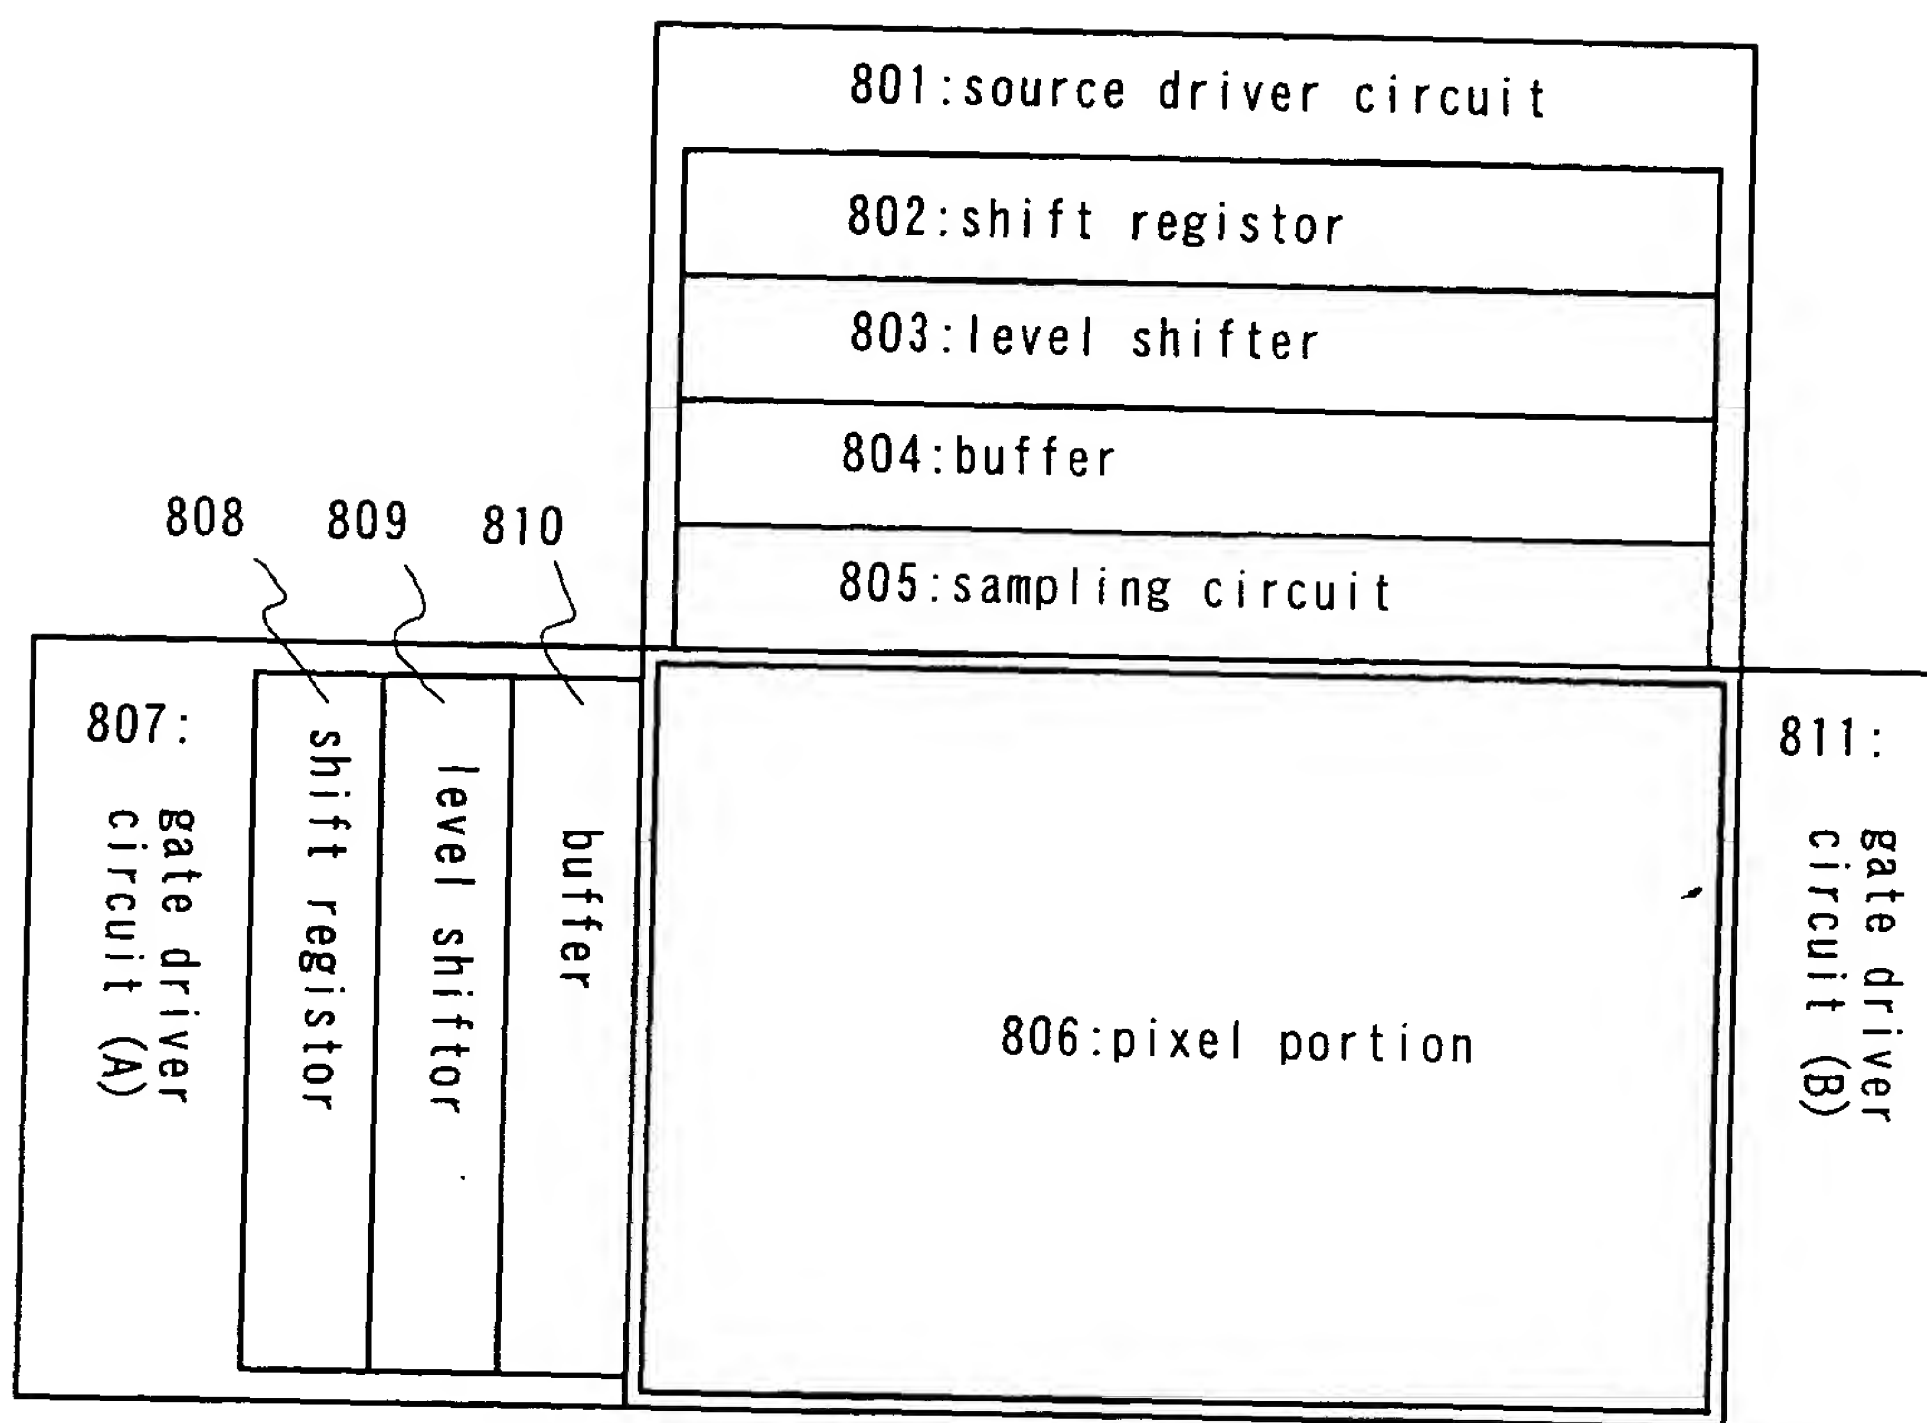 801:source driver circuit
802:shift registor
803:level shifter
804:buffer
805:sampling circuit
808
809
810
807:
gate driver
circuit (A)
shift registor
level shiftor
buffer
806:pixel portion
811:
gate driver
circuit (B)